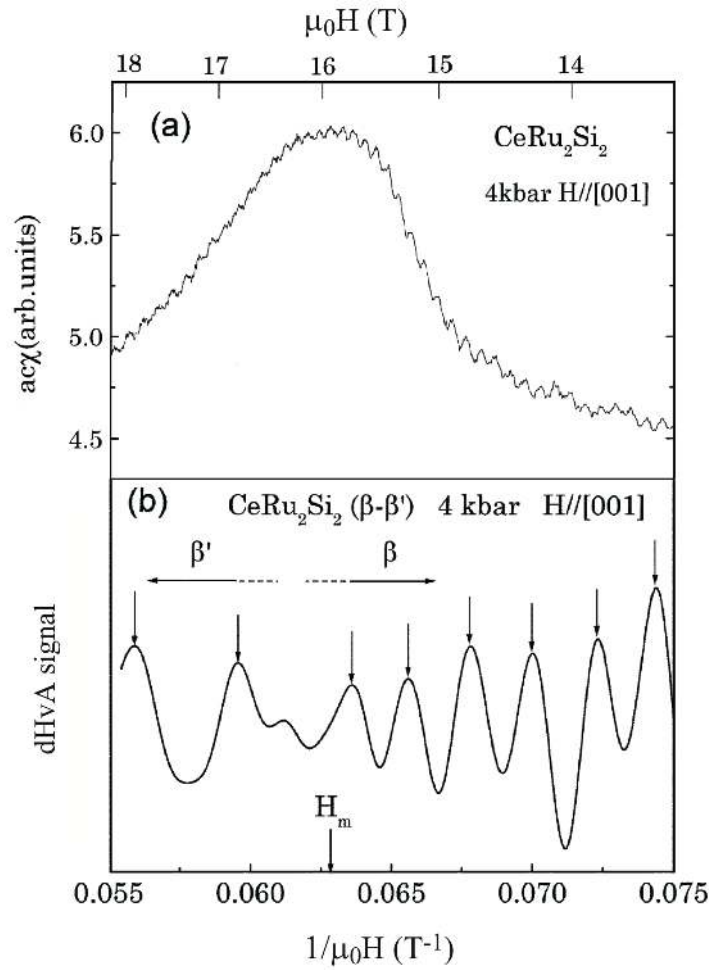 μ₀H (T)
18 17 16 15 14
(a)
CeRu₂Si₂
4kbar H//[001]
6.0
5.5
5.0
4.5
acχ(arb.units)
(b) CeRu₂Si₂ (β-β') 4 kbar H//[001]
β' β
dHvA signal
Hₘ
0.055 0.060 0.065 0.070 0.075
1/μ₀H (T⁻¹)